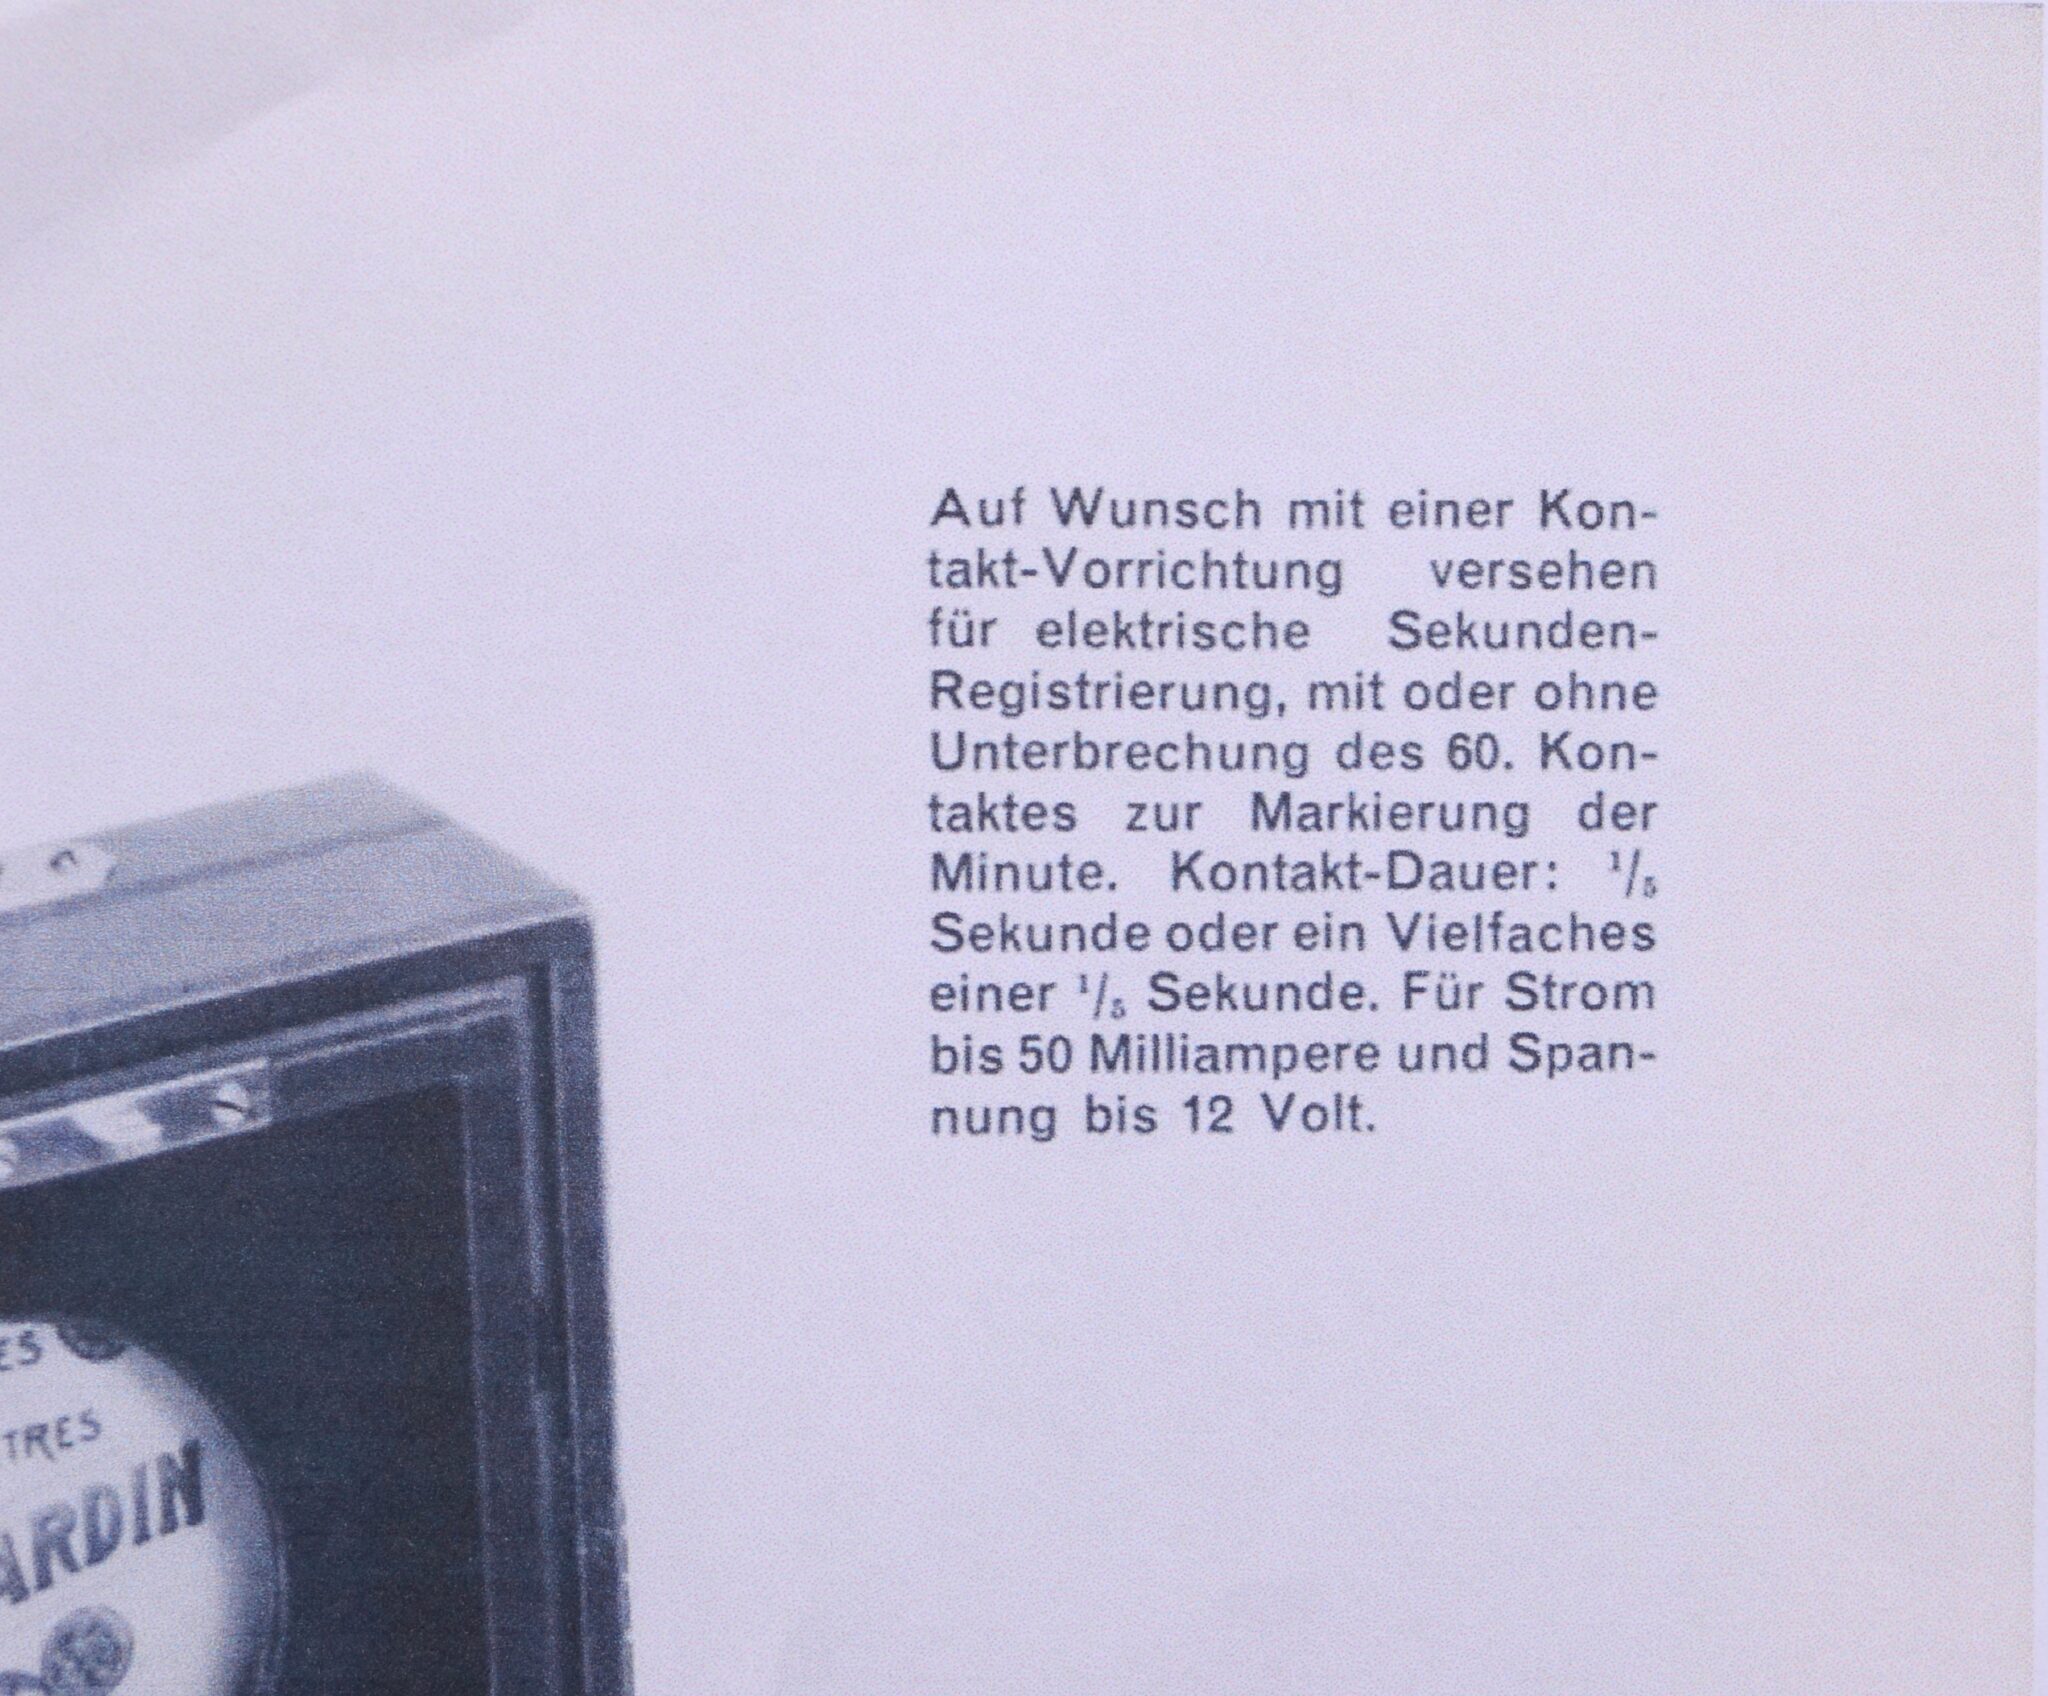 Auf Wunsch mit einer Kon-
takt-Vorrichtung versehen
für elektrische Sekunden-
Registrierung, mit oder ohne
Unterbrechung des 60. Kon-
taktes zur Markierung der
Minute. Kontakt-Dauer: 1/5
Sekunde oder ein Vielfaches
einer 1/5 Sekunde. Für Strom
bis 50 Milliampere und Span-
nung bis 12 Volt.
ES
TRES
ARDIN